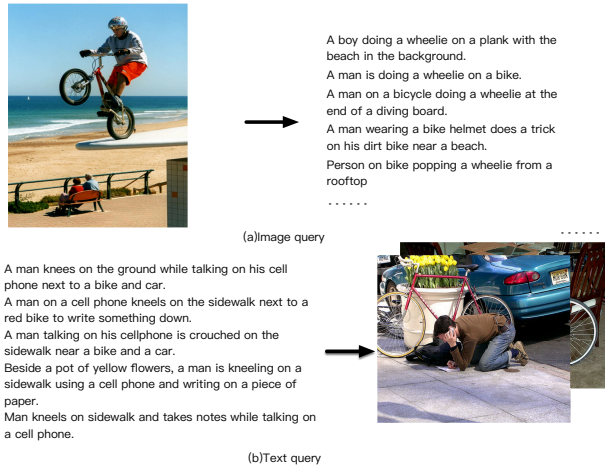 A boy doing a wheelie on a plank with the
beach in the background.
A man is doing a wheelie on a bike.
A man on a bicycle doing a wheelie at the
end of a diving board.
A man wearing a bike helmet does a trick
on his dirt bike near a beach.
Person on bike popping a wheelie from a
rooftop
......
(a)Image query
......
A man knees on the ground while talking on his cell
phone next to a bike and car.
A man on a cell phone kneels on the sidewalk next to a
red bike to write something down.
A man talking on his cellphone is crouched on the
sidewalk near a bike and a car.
Beside a pot of yellow flowers, a man is kneeling on a
sidewalk using a cell phone and writing on a piece of
paper.
Man kneels on sidewalk and takes notes while talking on
a cell phone.
(b)Text query